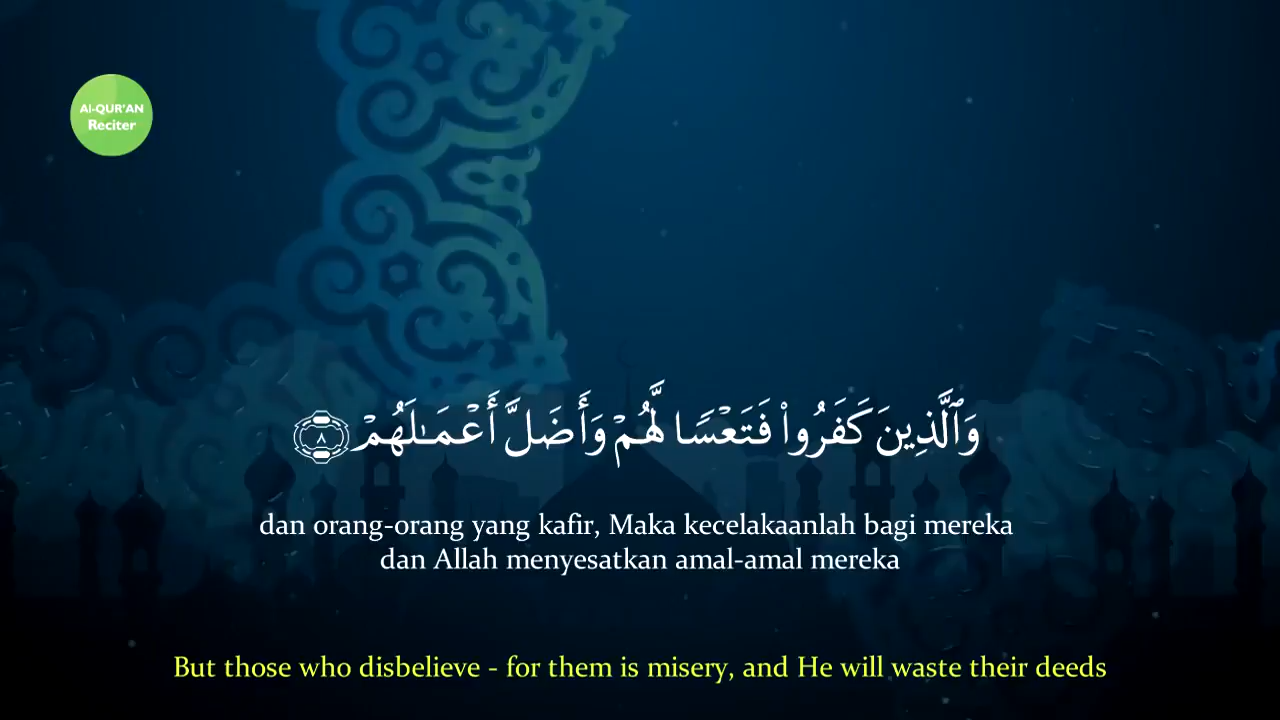 Al-QUR'AN
Reciter
وَٱلَّذِينَ كَفَرُوا۟ فَتَعْسًا لَّهُمْ وَأَضَلَّ أَعْمَـٰلَهُمْ ٨
dan orang-orang yang kafir, Maka kecelakaanlah bagi mereka
dan Allah menyesatkan amal-amal mereka
But those who disbelieve - for them is misery, and He will waste their deeds